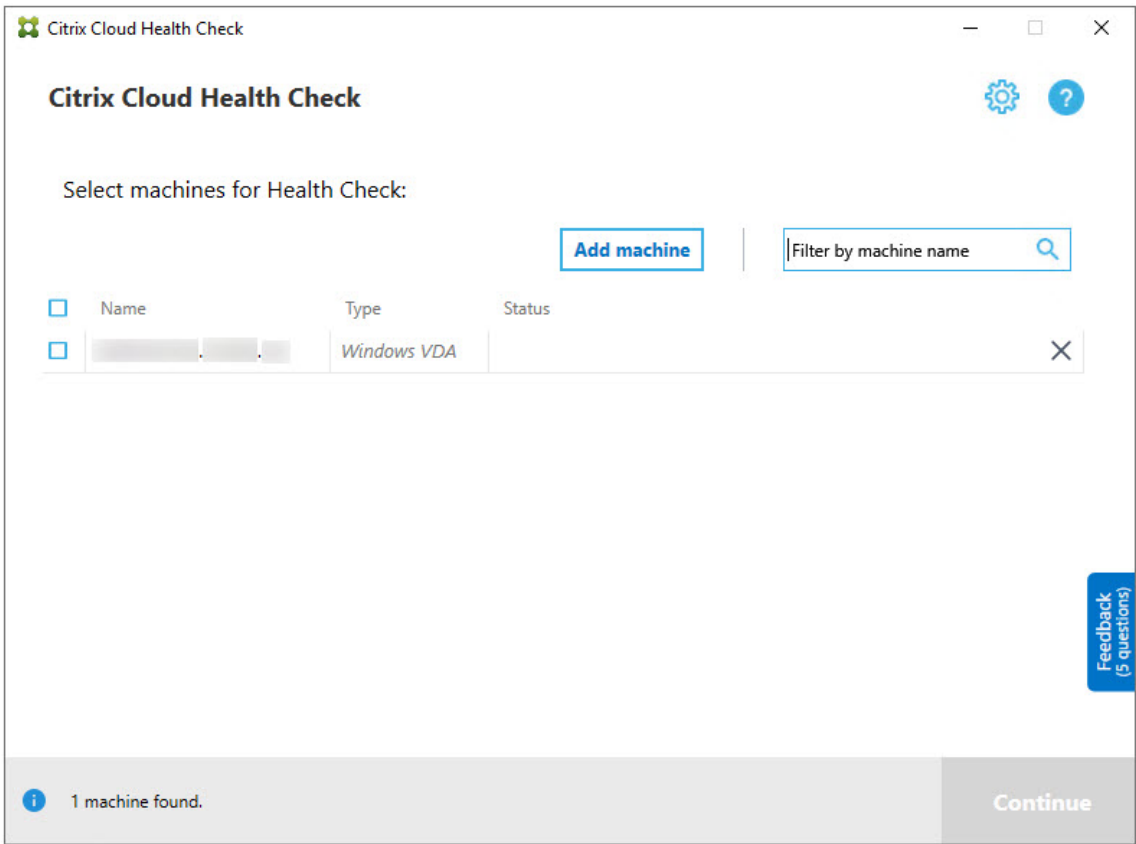 Citrix Cloud Health Check
Citrix Cloud Health Check
?
Select machines for Health Check:
Add machine
Filter by machine name
Name Type Status
Windows VDA
Feedback
(5 questions)
1 machine found.
Continue